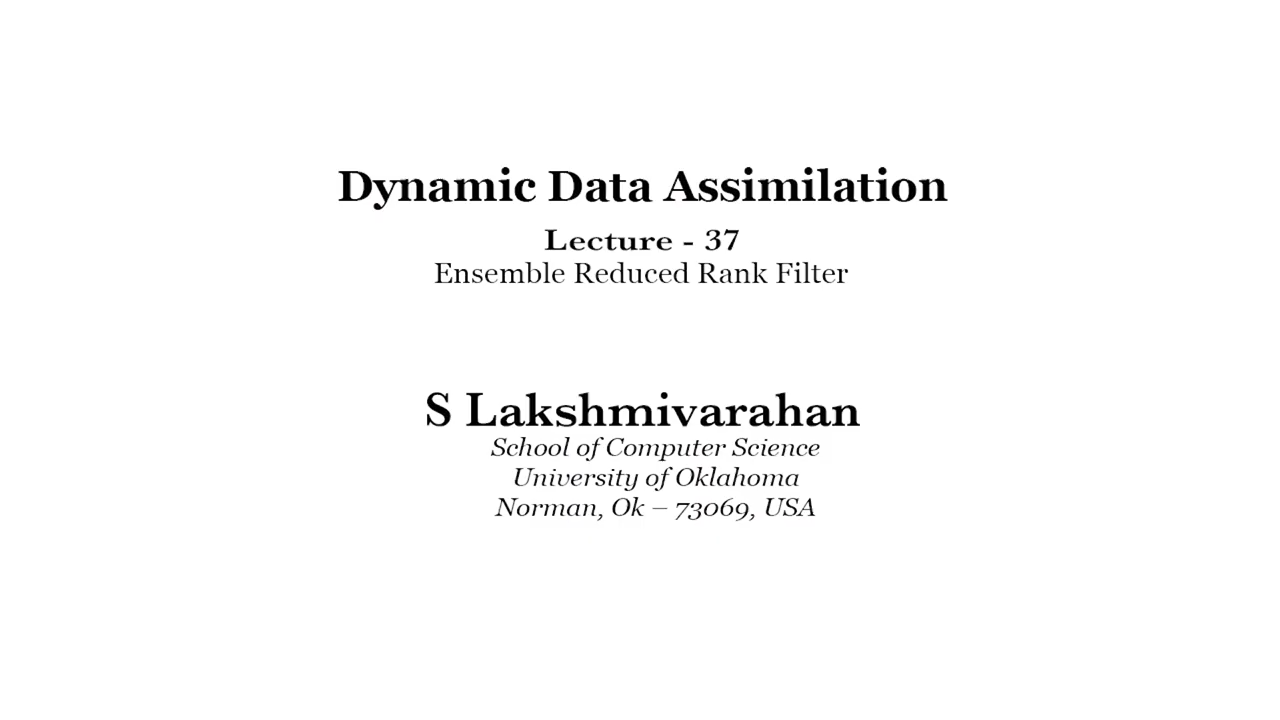 Dynamic Data Assimilation
Lecture - 37
Ensemble Reduced Rank Filter
S Lakshmivarahan
School of Computer Science
University of Oklahoma
Norman, Ok – 73069, USA